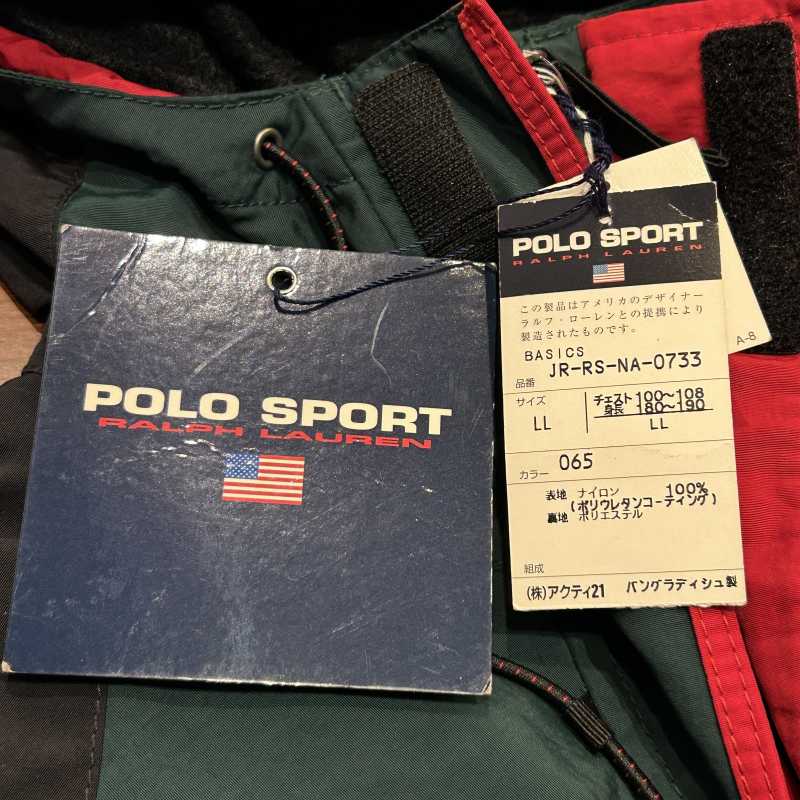 POLO SPORT
RALPH LAUREN
POLO SPORT
RALPH LAUREN
この製品はアメリカのデザイナー
ラルフ・ローレンとの提携により
製造されたものです。
BASICS
品番 JR-RS-NA-0733
サイズ LL チェスト 100〜108
身長 180〜190
LL
カラー 065
表地 ナイロン 100%
(ポリウレタンコーティング)
裏地 ポリエステル
組成
(株)アクティ21 バングラディシュ製
A-8